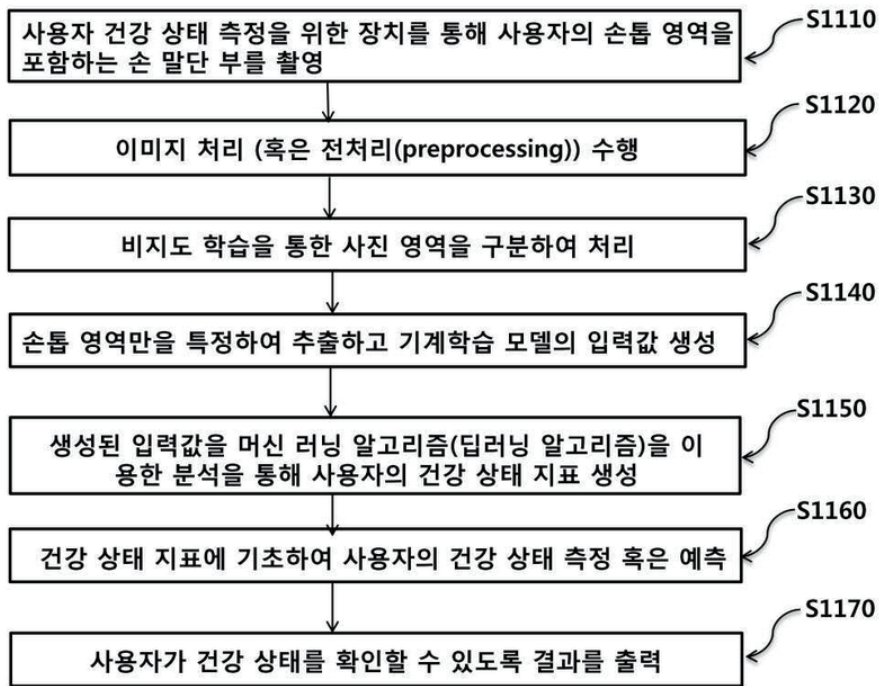 사용자 건강 상태 측정을 위한 장치를 통해 사용자의 손톱 영역을
포함하는 손 말단 부를 촬영
S1110
이미지 처리 (혹은 전처리(preprocessing)) 수행
S1120
비지도 학습을 통한 사진 영역을 구분하여 처리
S1130
손톱 영역만을 특정하여 추출하고 기계학습 모델의 입력값 생성
S1140
생성된 입력값을 머신 러닝 알고리즘(딥러닝 알고리즘)을 이
용한 분석을 통해 사용자의 건강 상태 지표 생성
S1150
건강 상태 지표에 기초하여 사용자의 건강 상태 측정 혹은 예측
S1160
사용자가 건강 상태를 확인할 수 있도록 결과를 출력
S1170